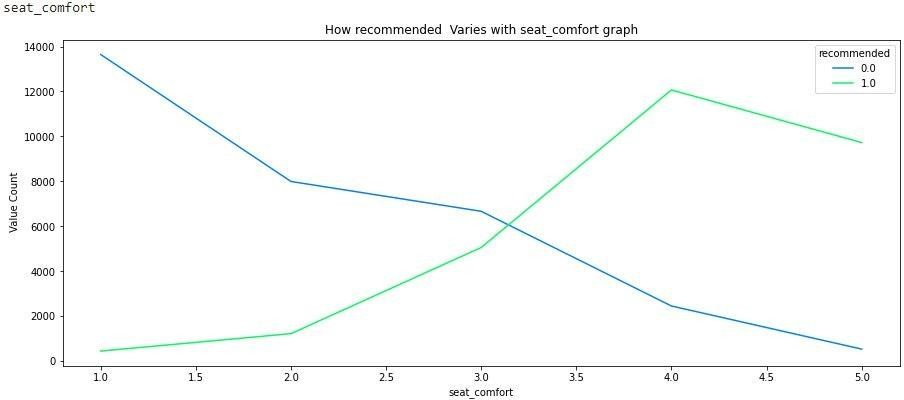 seat_comfort
How recommended  Varies with seat_comfort graph
recommended
0.0
1.0
Value Count
14000
12000
10000
8000
6000
4000
2000
0
1.0 1.5 2.0 2.5 3.0 3.5 4.0 4.5 5.0
seat_comfort